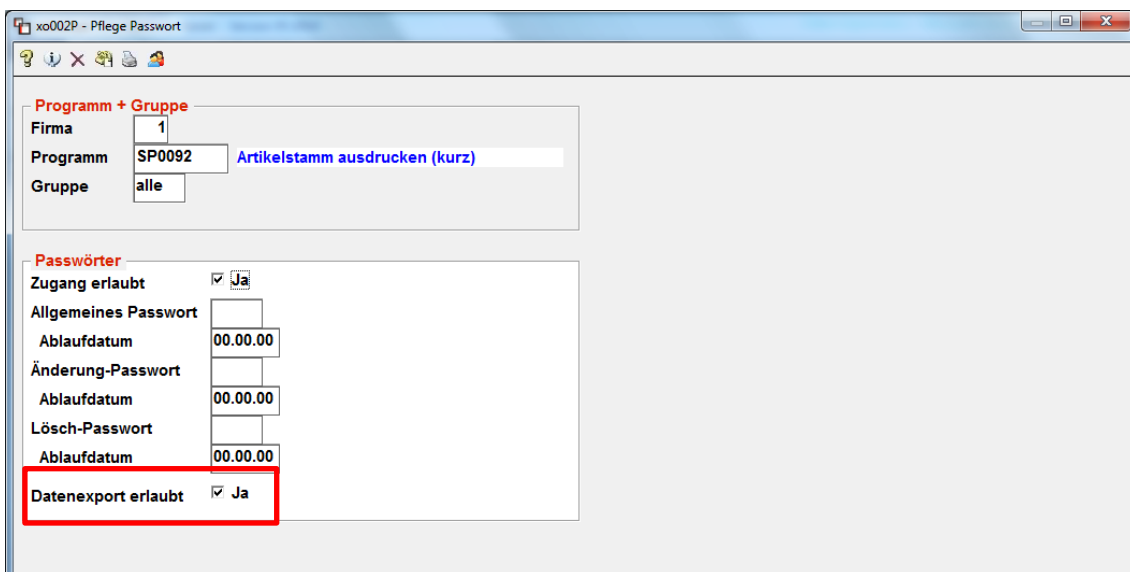 xo002P - Pflege Passwort
Programm + Gruppe
Firma 1
Programm SP0092 Artikelstamm ausdrucken (kurz)
Gruppe alle
Passwörter
Zugang erlaubt Ja
Allgemeines Passwort
Ablaufdatum 00.00.00
Änderung-Passwort
Ablaufdatum 00.00.00
Lösch-Passwort
Ablaufdatum 00.00.00
Datenexport erlaubt Ja